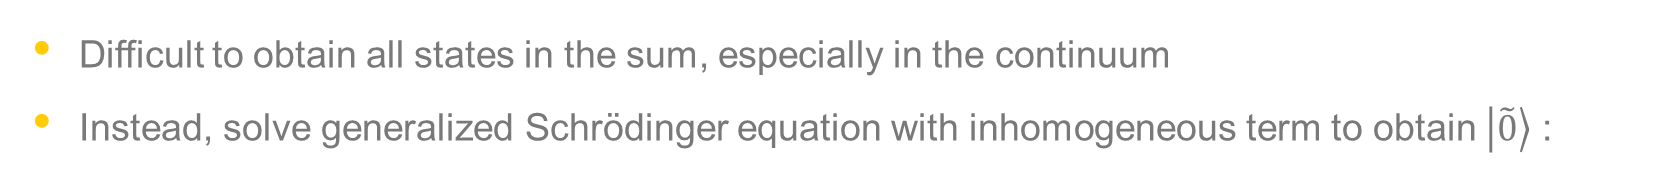 • Difficult to obtain all states in the sum, especially in the continuum
• Instead, solve generalized Schrödinger equation with inhomogeneous term to obtain |0̃⟩ :